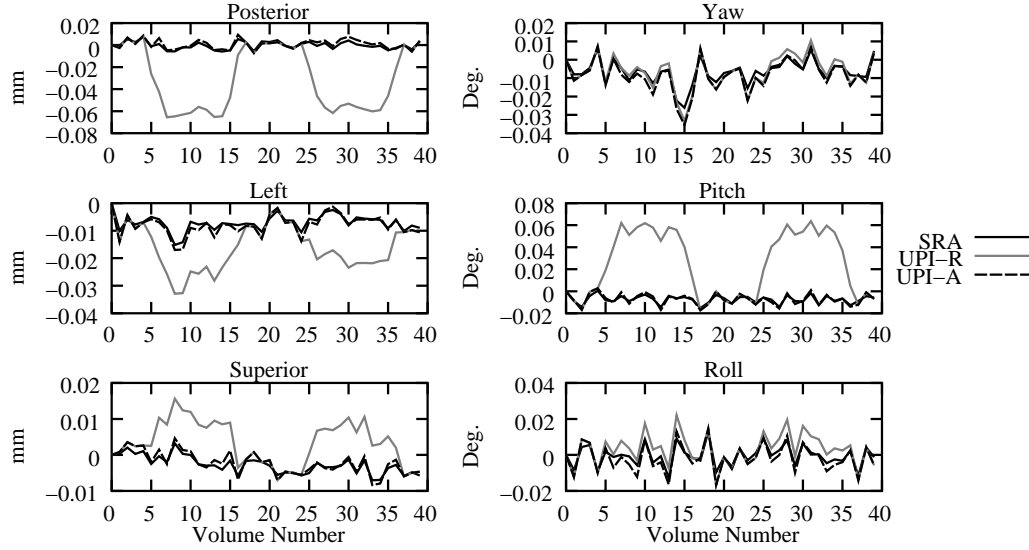 Posterior
0.02
0
−0.02
−0.04
−0.06
−0.08
mm
0 5 10 15 20 25 30 35 40
Yaw
0.01
0
−0.01
−0.02
−0.03
−0.04
Deg.
0 5 10 15 20 25 30 35 40
Left
0
−0.01
−0.02
−0.03
−0.04
mm
0 5 10 15 20 25 30 35 40
Pitch
0.08
0.06
0.04
0.02
0
−0.02
Deg.
0 5 10 15 20 25 30 35 40
SRA
UPI−R
UPI−A
Superior
0.02
0.01
0
−0.01
mm
0 5 10 15 20 25 30 35 40
Volume Number
Roll
0.04
0.02
0
−0.02
Deg.
0 5 10 15 20 25 30 35 40
Volume Number